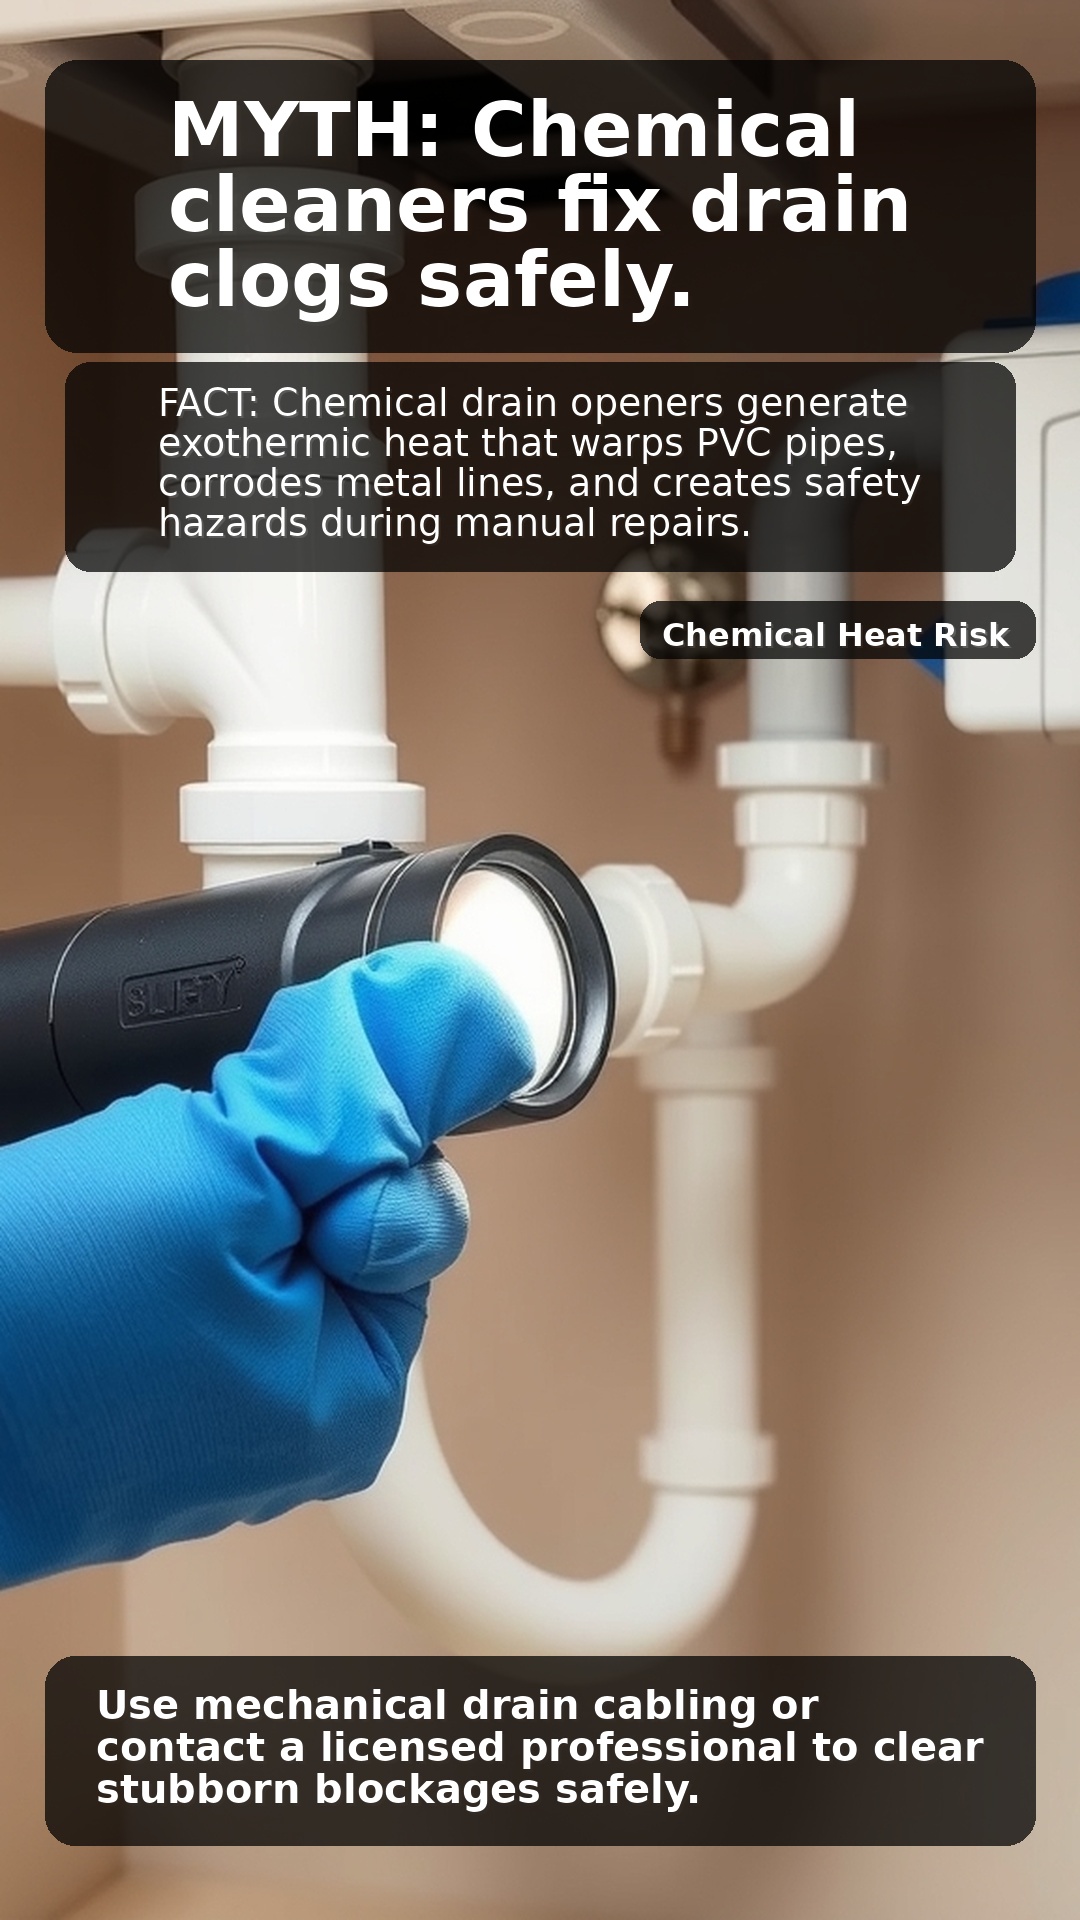 MYTH: Chemical
cleaners fix drain
clogs safely.
FACT: Chemical drain openers generate
exothermic heat that warps PVC pipes,
corrodes metal lines, and creates safety
hazards during manual repairs.
Chemical Heat Risk
Use mechanical drain cabling or
contact a licensed professional to clear
stubborn blockages safely.